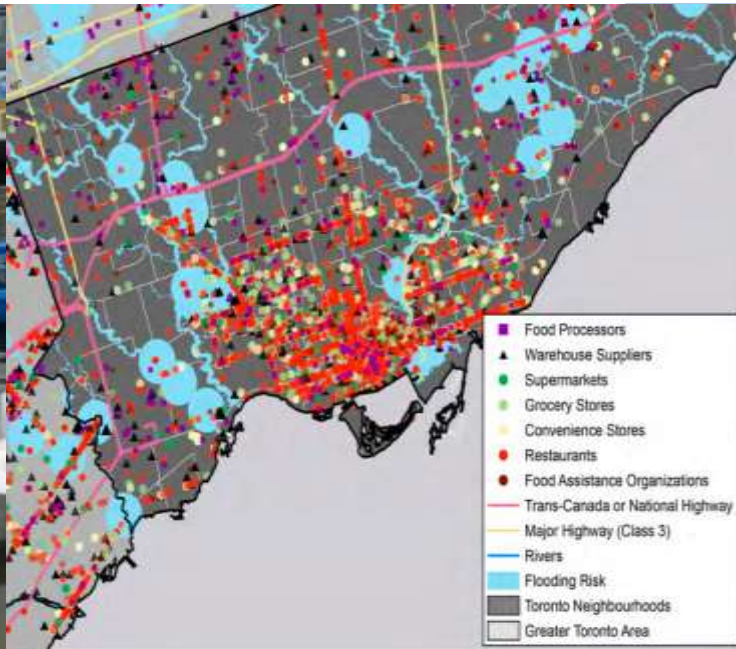 Food Processors
Warehouse Suppliers
Supermarkets
Grocery Stores
Convenience Stores
Restaurants
Food Assistance Organizations
Trans-Canada or National Highway
Major Highway (Class 3)
Rivers
Flooding Risk
Toronto Neighbourhoods
Greater Toronto Area